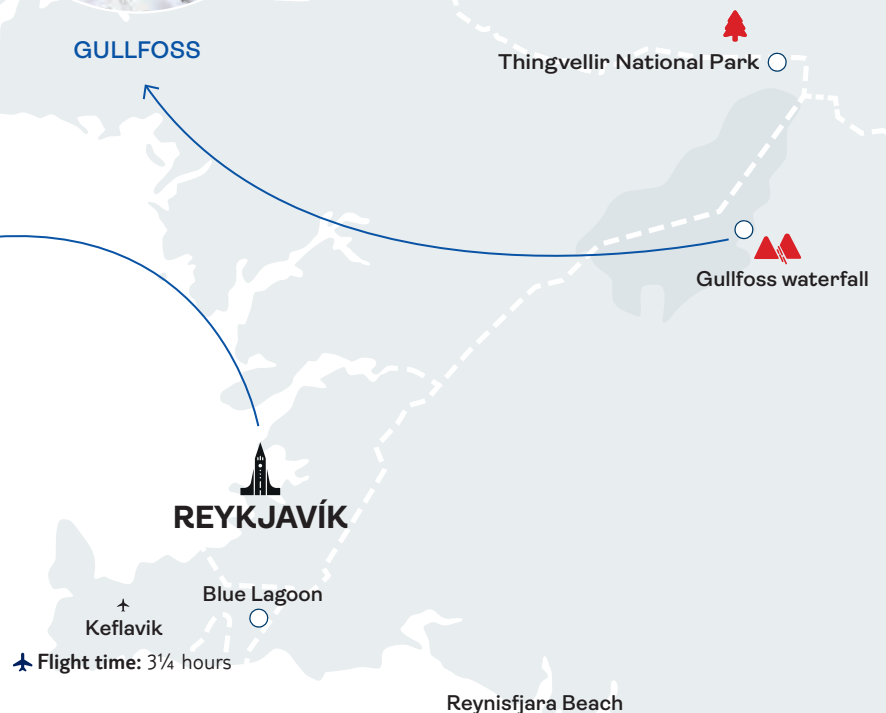 GULLFOSS
Thingvellir National Park
Gullfoss waterfall
REYKJAVÍK
Blue Lagoon
Keflavik
Flight time: 3¼ hours
Reynisfjara Beach